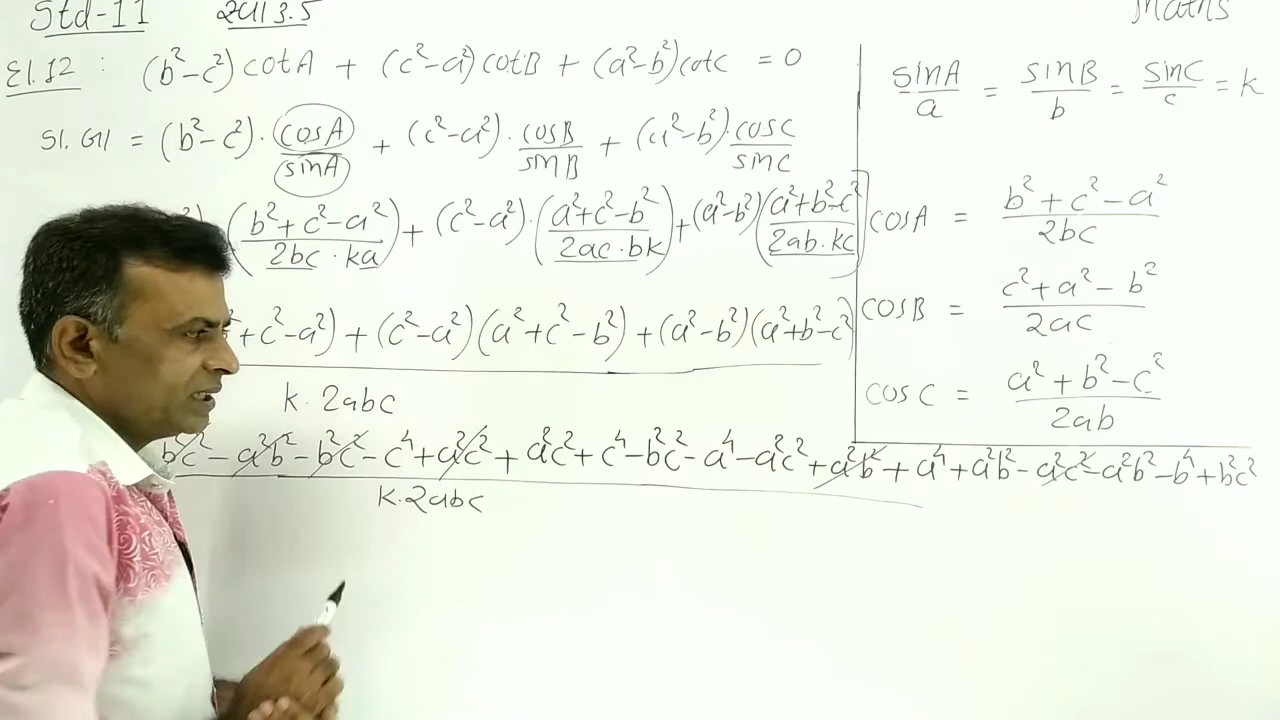 Std-11
Maths
દા.12 : (b²-c²)cotA + (c²-a²)cotB + (a²-b²)cotC = 0
ડા.બા = (b²-c²)·cosA/sinA + (c²-a²)·cosB/sinB + (a²-b²)·cosC/sinC
(b²+c²-a²/2bc·ka) + (c²-a²)·(a²+c²-b²/2ac·bk) + (a²-b²)(a²+b²-c²/2ab·kc)
+c²-a²) + (c²-a²)(a²+c²-b²) + (a²-b²)(a²+b²-c²
k·2abc
b²c² - a²b² - b²c² - c⁴ + a²c² + a²c² + c⁴ - b²c² - a⁴ - a²c² + a²b² + a⁴ + a²b² - a²c² - a²b² - b⁴ + b²c²
k·2abc
sinA/a = sinB/b = sinC/c = k
cosA = b²+c²-a²/2bc
cosB = c²+a²-b²/2ac
cosC = a²+b²-c²/2ab